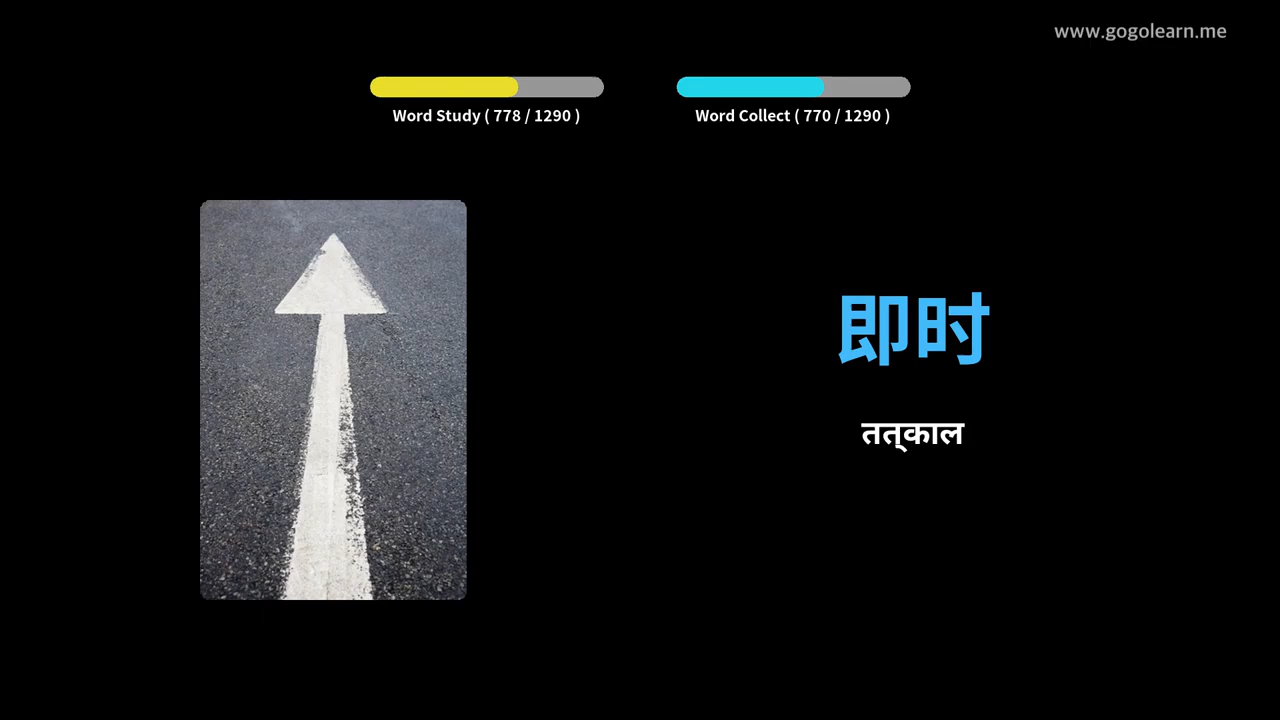 www.gogolearn.me
Word Study ( 778 / 1290 )
Word Collect ( 770 / 1290 )
即时
तत्काल